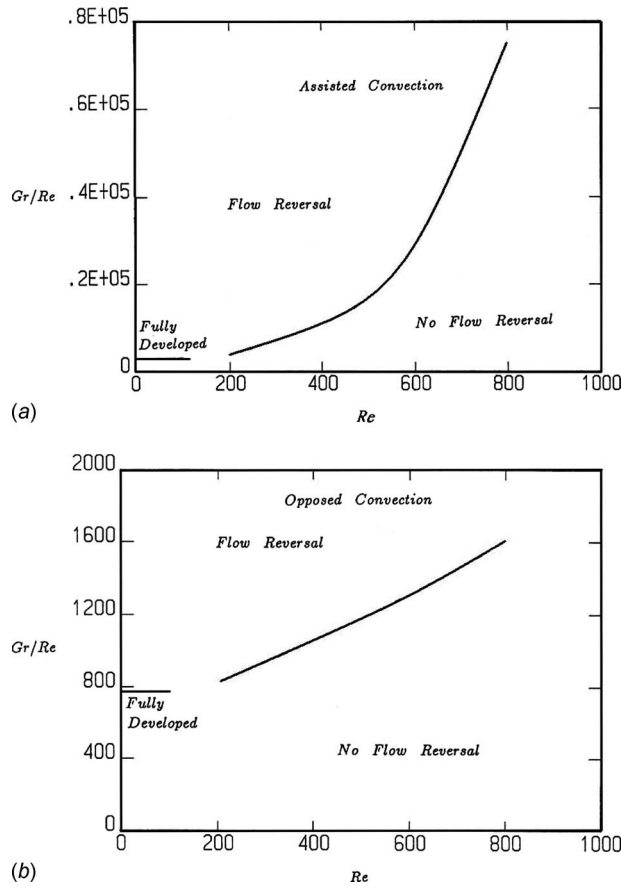 .8E+05
Assisted Convection
.6E+05
Gr/Re
.4E+05
Flow Reversal
.2E+05
Fully
Developed
No Flow Reversal
0
0 200 400 600 800 1000
(a)
Re
2000
Opposed Convection
1600
Flow Reversal
1200
Gr/Re
800
Fully
Developed
400
No Flow Reversal
0
0 200 400 600 800 1000
(b)
Re